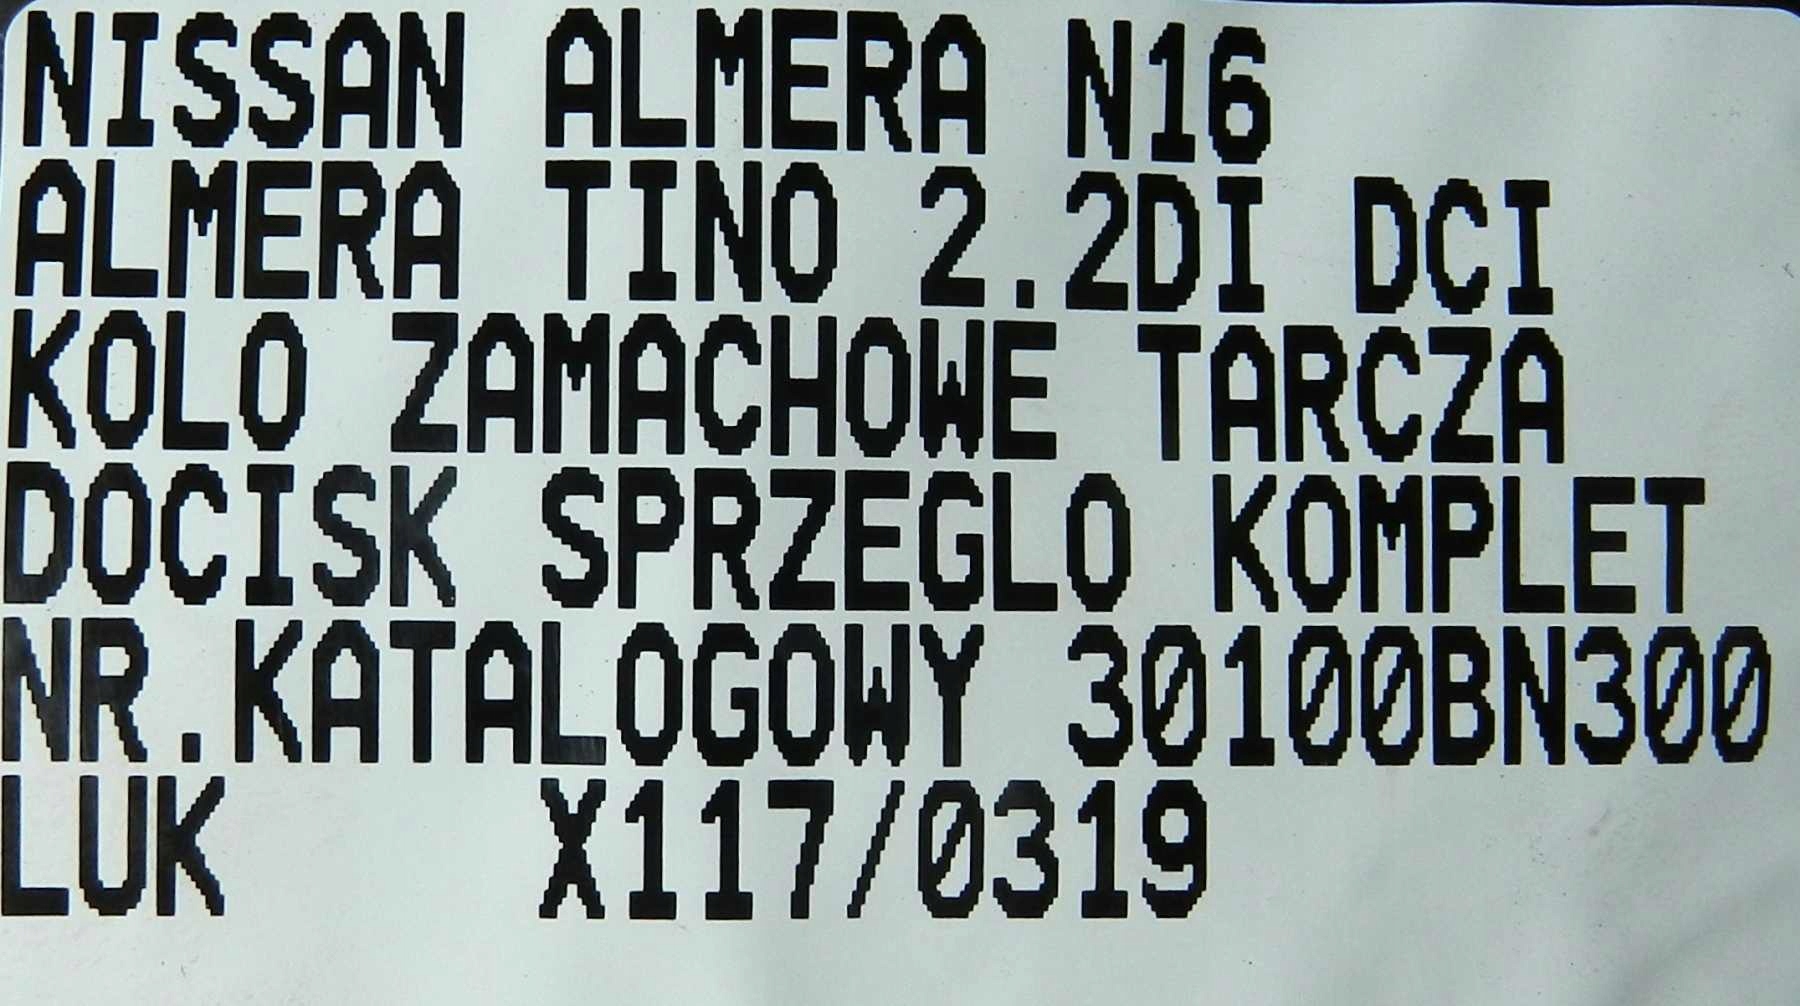 NISSAN ALMERA N16
ALMERA TINO 2.2DI DCI
KOLO ZAMACHOWE TARCZA
DOCISK SPRZEGLO KOMPLET
NR.KATALOGOWY 30100BN300
LUK X117/0319